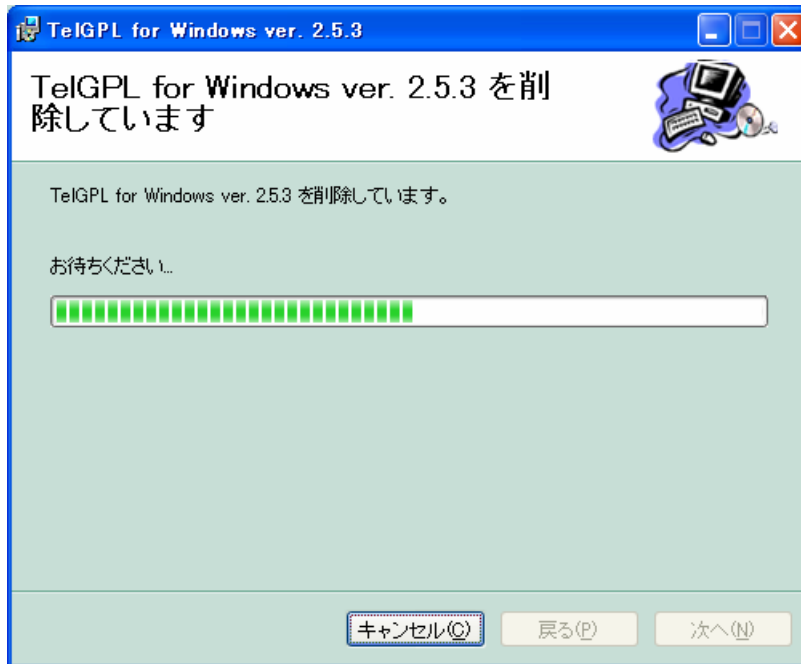 TelGPL for Windows ver. 2.5.3
TelGPL for Windows ver. 2.5.3 を削
除しています
TelGPL for Windows ver. 2.5.3 を削除しています。
お待ちください...
キャンセル(C)
戻る(P)
次へ(N)